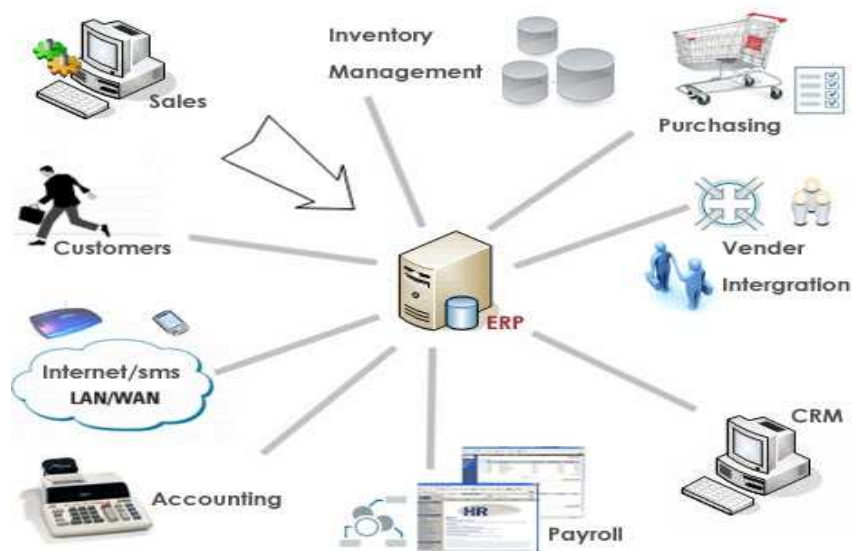 Inventory
Management
Sales
Purchasing
Customers
Vender
Intergration
ERP
Internet/sms
LAN/WAN
CRM
Accounting
HR
Payroll